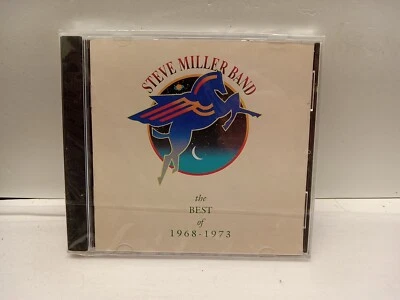 STEVE MILLER BAND
the
BEST
of
1968-1973